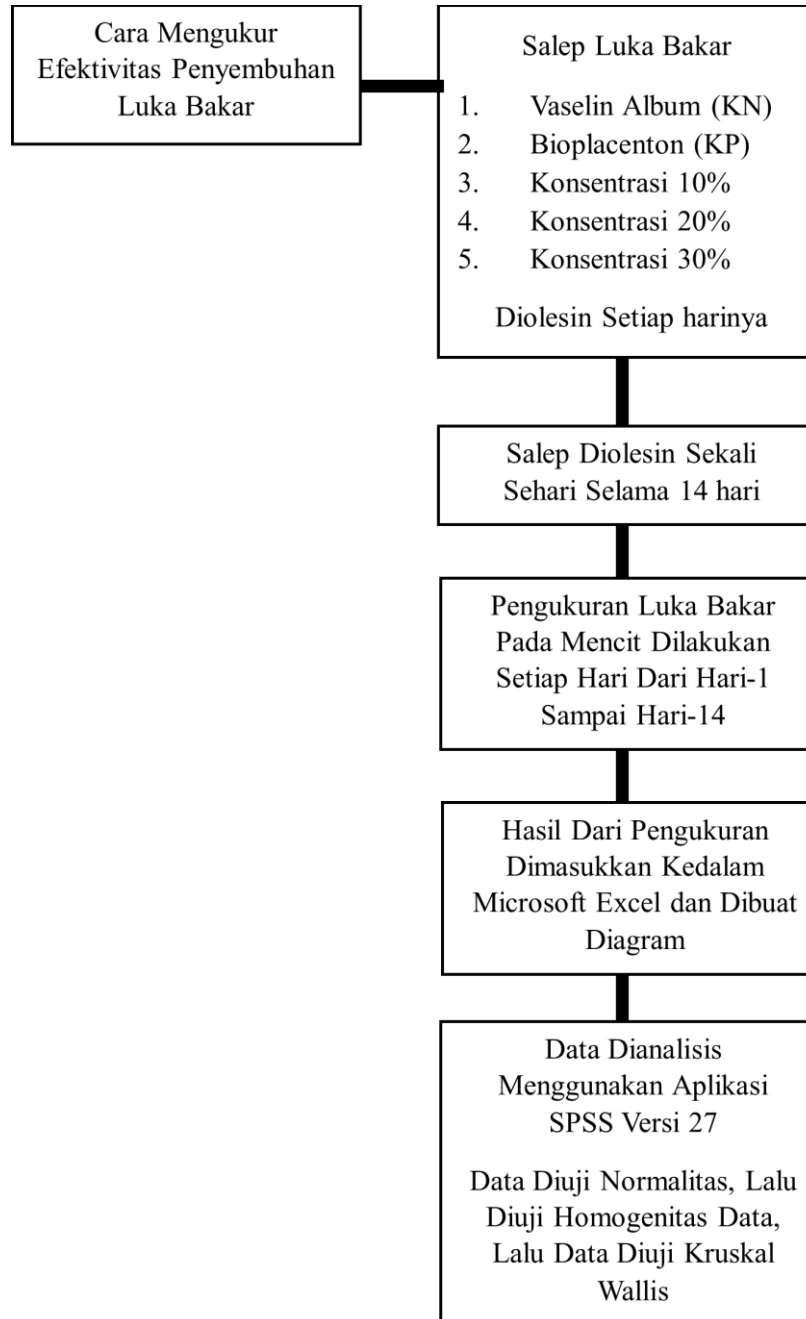 Cara Mengukur
Efektivitas Penyembuhan
Luka Bakar
Salep Luka Bakar
1. Vaselin Album (KN)
2. Bioplacenton (KP)
3. Konsentrasi 10%
4. Konsentrasi 20%
5. Konsentrasi 30%
Diolesin Setiap harinya
Salep Diolesin Sekali
Sehari Selama 14 hari
Pengukuran Luka Bakar
Pada Mencit Dilakukan
Setiap Hari Dari Hari-1
Sampai Hari-14
Hasil Dari Pengukuran
Dimasukkan Kedalam
Microsoft Excel dan Dibuat
Diagram
Data Dianalisis
Menggunakan Aplikasi
SPSS Versi 27
Data Diuji Normalitas, Lalu
Diuji Homogenitas Data,
Lalu Data Diuji Kruskal
Wallis